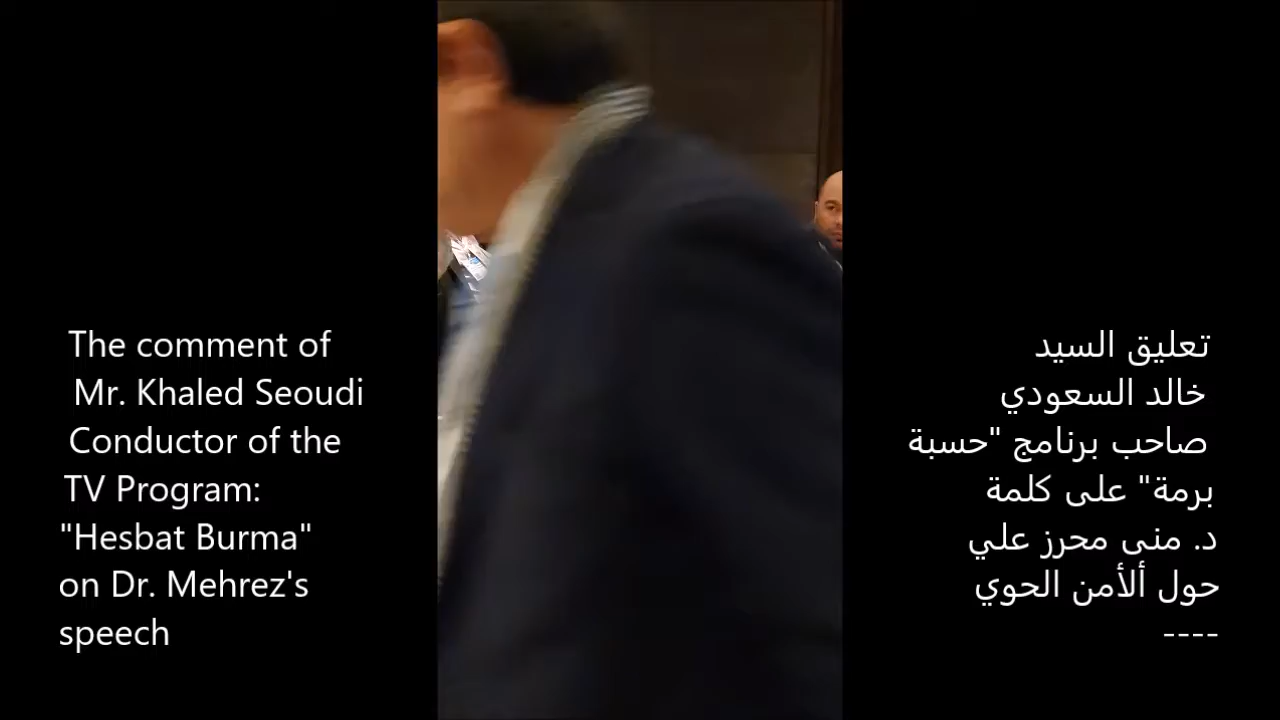 The comment of
Mr. Khaled Seoudi
Conductor of the
TV Program:
"Hesbat Burma"
on Dr. Mehrez's
speech
تعليق السيد
خالد السعودي
صاحب برنامج "حسبة
برمة" على كلمة
د. منى محرز علي
حول ألأمن الحوي
----